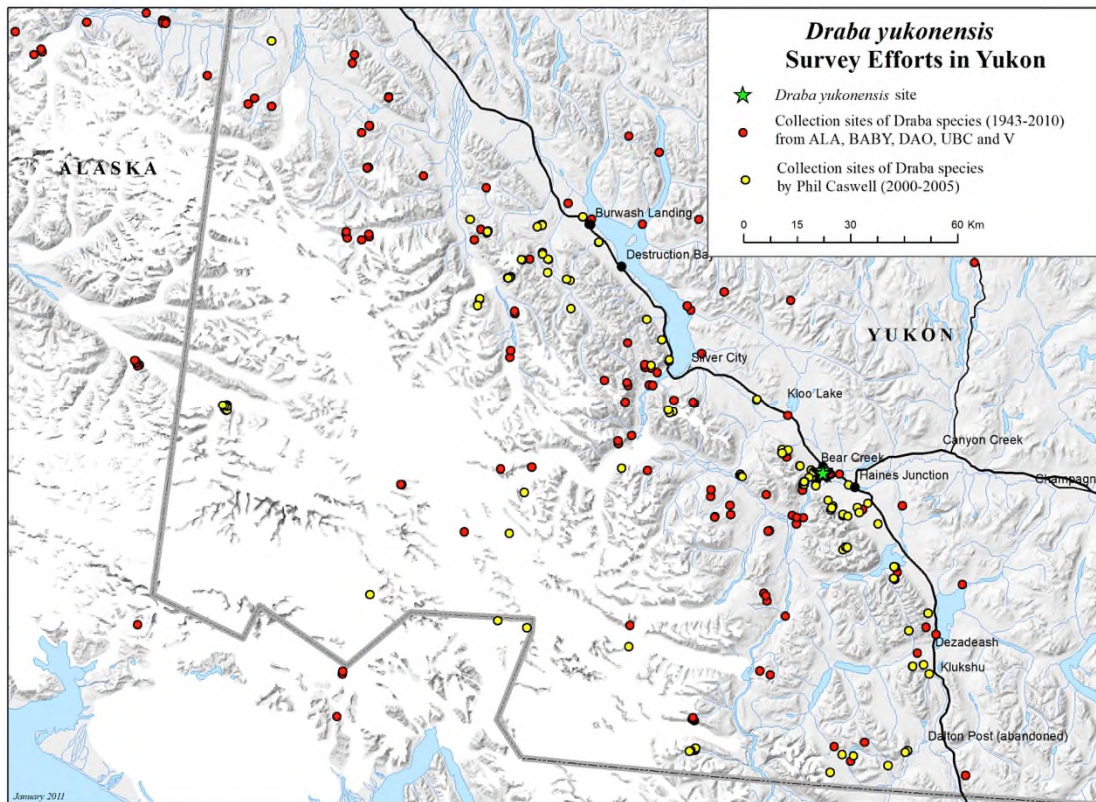 Draba yukonensis
Survey Efforts in Yukon
Draba yukonensis site
Collection sites of Draba species (1943-2010)
from ALA, BABY, DAO, UBC and V
Collection sites of Draba species
by Phil Caswell (2000-2005)
0 15 30 60 Km
ALASKA
Burwash Landing
Destruction Bay
YUKON
Silver City
Kloo Lake
Canyon Creek
Bear Creek
Haines Junction
Champagn
Dezadeash
Klukshu
Dalton Post (abandoned)
January 2011